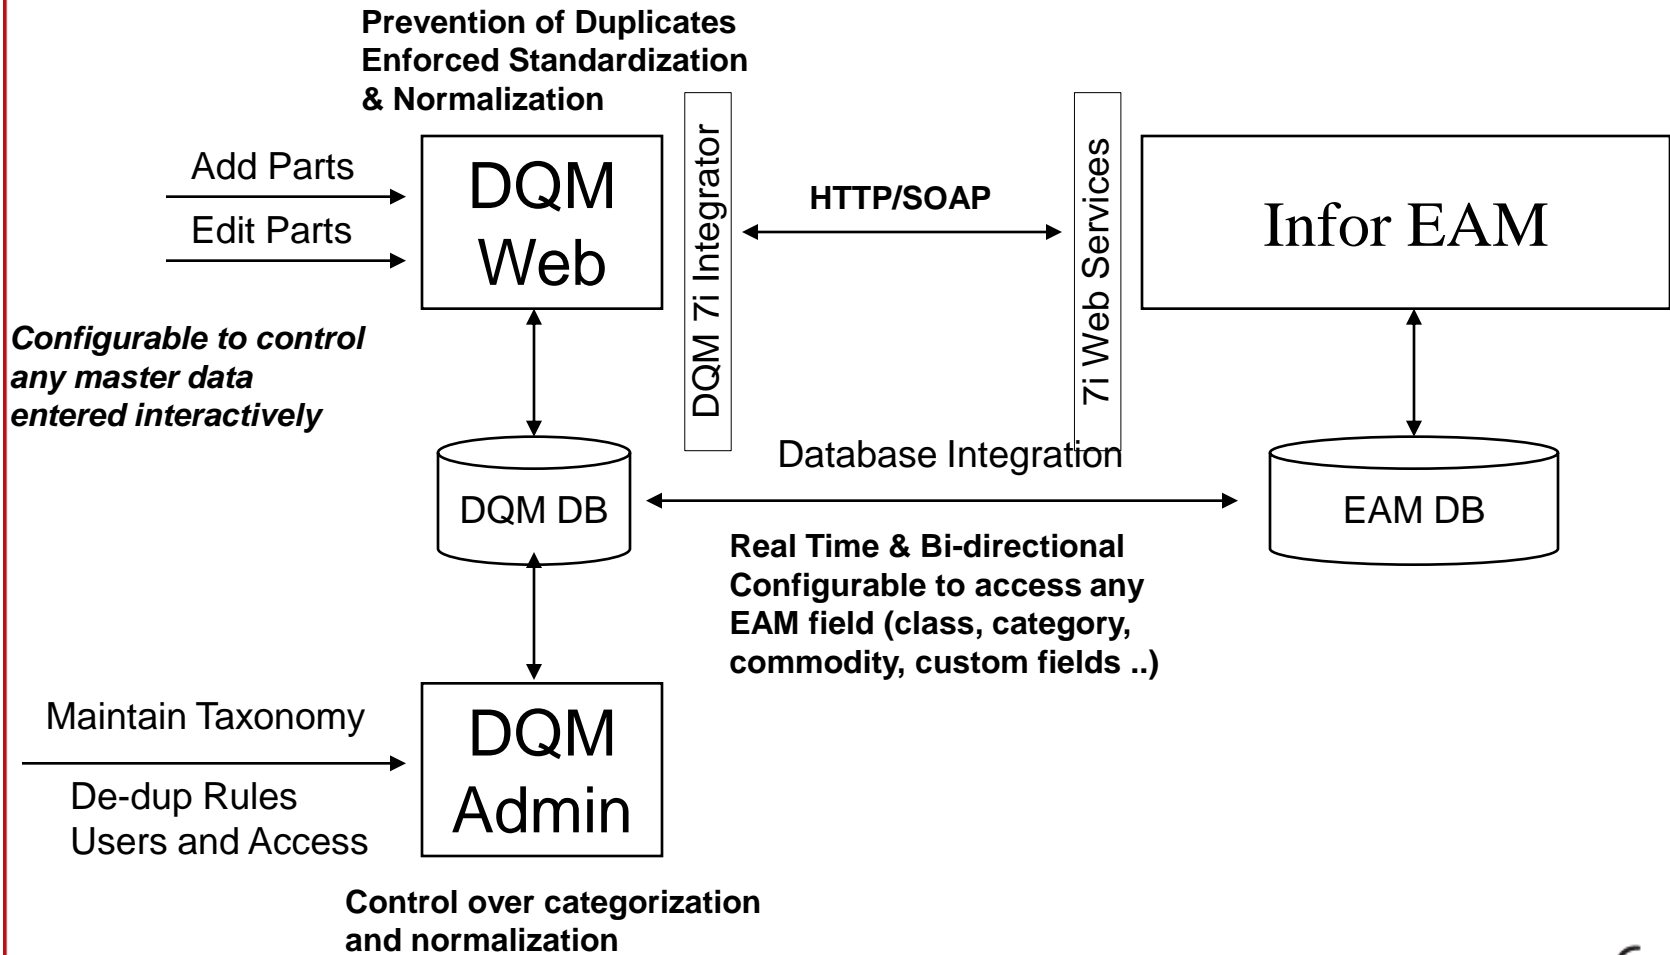 Prevention of Duplicates
Enforced Standardization
& Normalization
Add Parts
Edit Parts
DQM
Web
DQM 7i Integrator
HTTP/SOAP
7i Web Services
Infor EAM
Configurable to control
any master data
entered interactively
Database Integration
DQM DB
EAM DB
Real Time & Bi-directional
Configurable to access any
EAM field (class, category,
commodity, custom fields ..)
Maintain Taxonomy
De-dup Rules
Users and Access
DQM
Admin
Control over categorization
and normalization